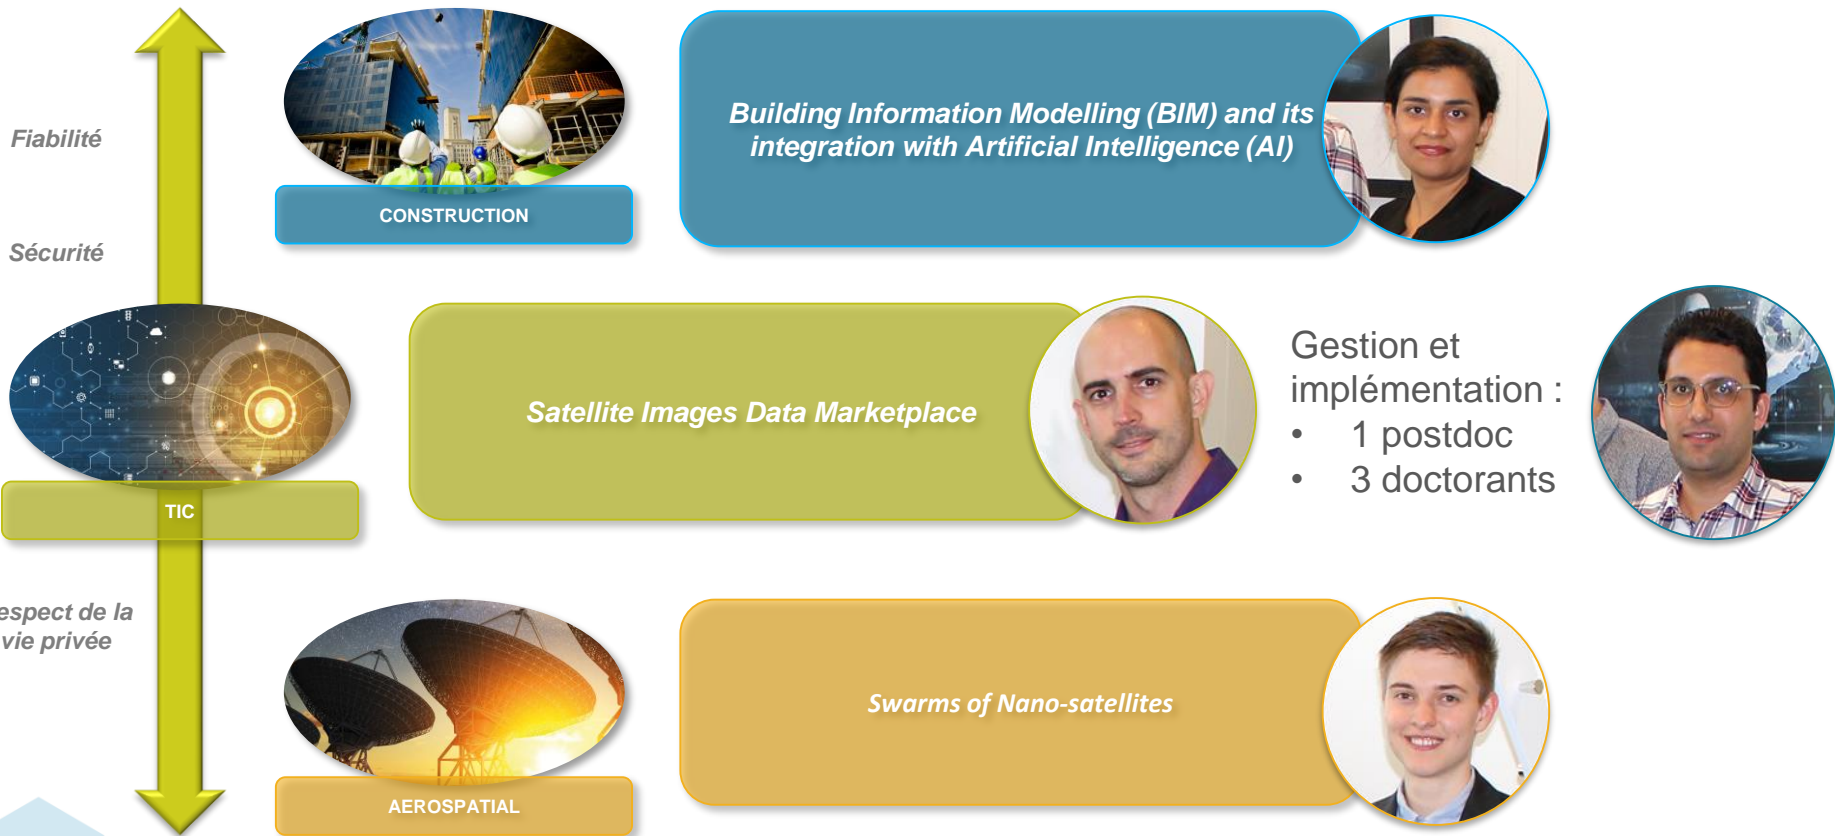 Fiabilité
Sécurité
espect de la
vie privée
CONSTRUCTION
Building Information Modelling (BIM) and its
integration with Artificial Intelligence (AI)
TIC
Satellite Images Data Marketplace
Gestion et
implémentation :
• 1 postdoc
• 3 doctorants
AEROSPATIAL
Swarms of Nano-satellites